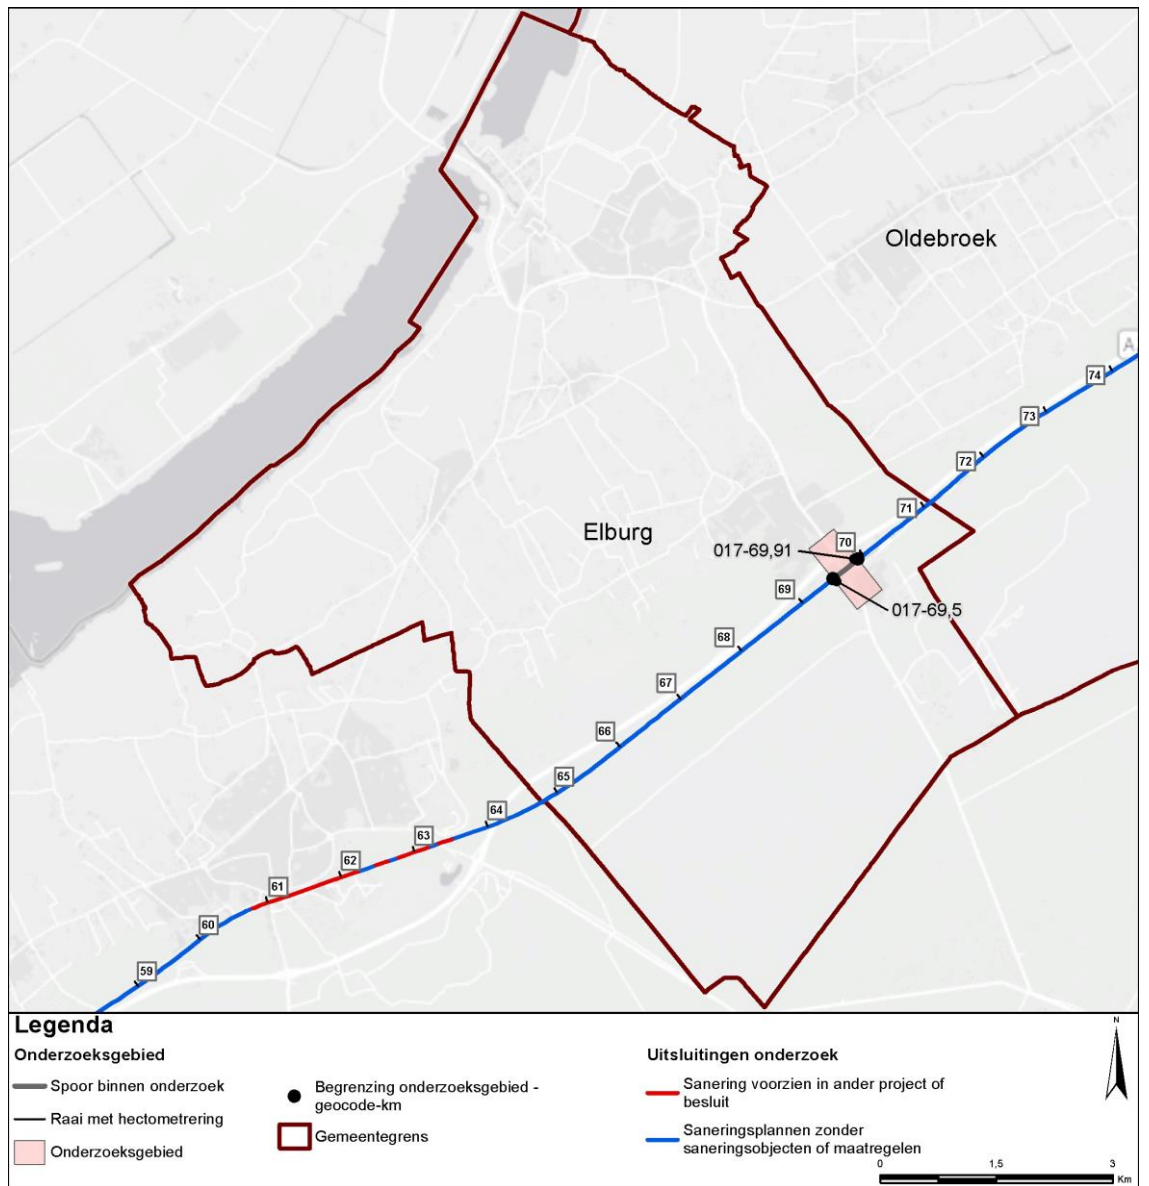 Oldebroek
A
74
73
72
71
Elburg
70
017-69,91
69
017-69,5
68
67
66
65
64
63
62
61
60
59
Legenda
Onderzoeksgebied
Spoor binnen onderzoek
Raai met hectometrering
Onderzoeksgebied
Begrenzing onderzoeksgebied -
geocode-km
Gemeentegrens
Uitsluitingen onderzoek
Sanering voorzien in ander project of
besluit
Saneringsplannen zonder
saneringsobjecten of maatregelen
N
0 1,5 3
Km